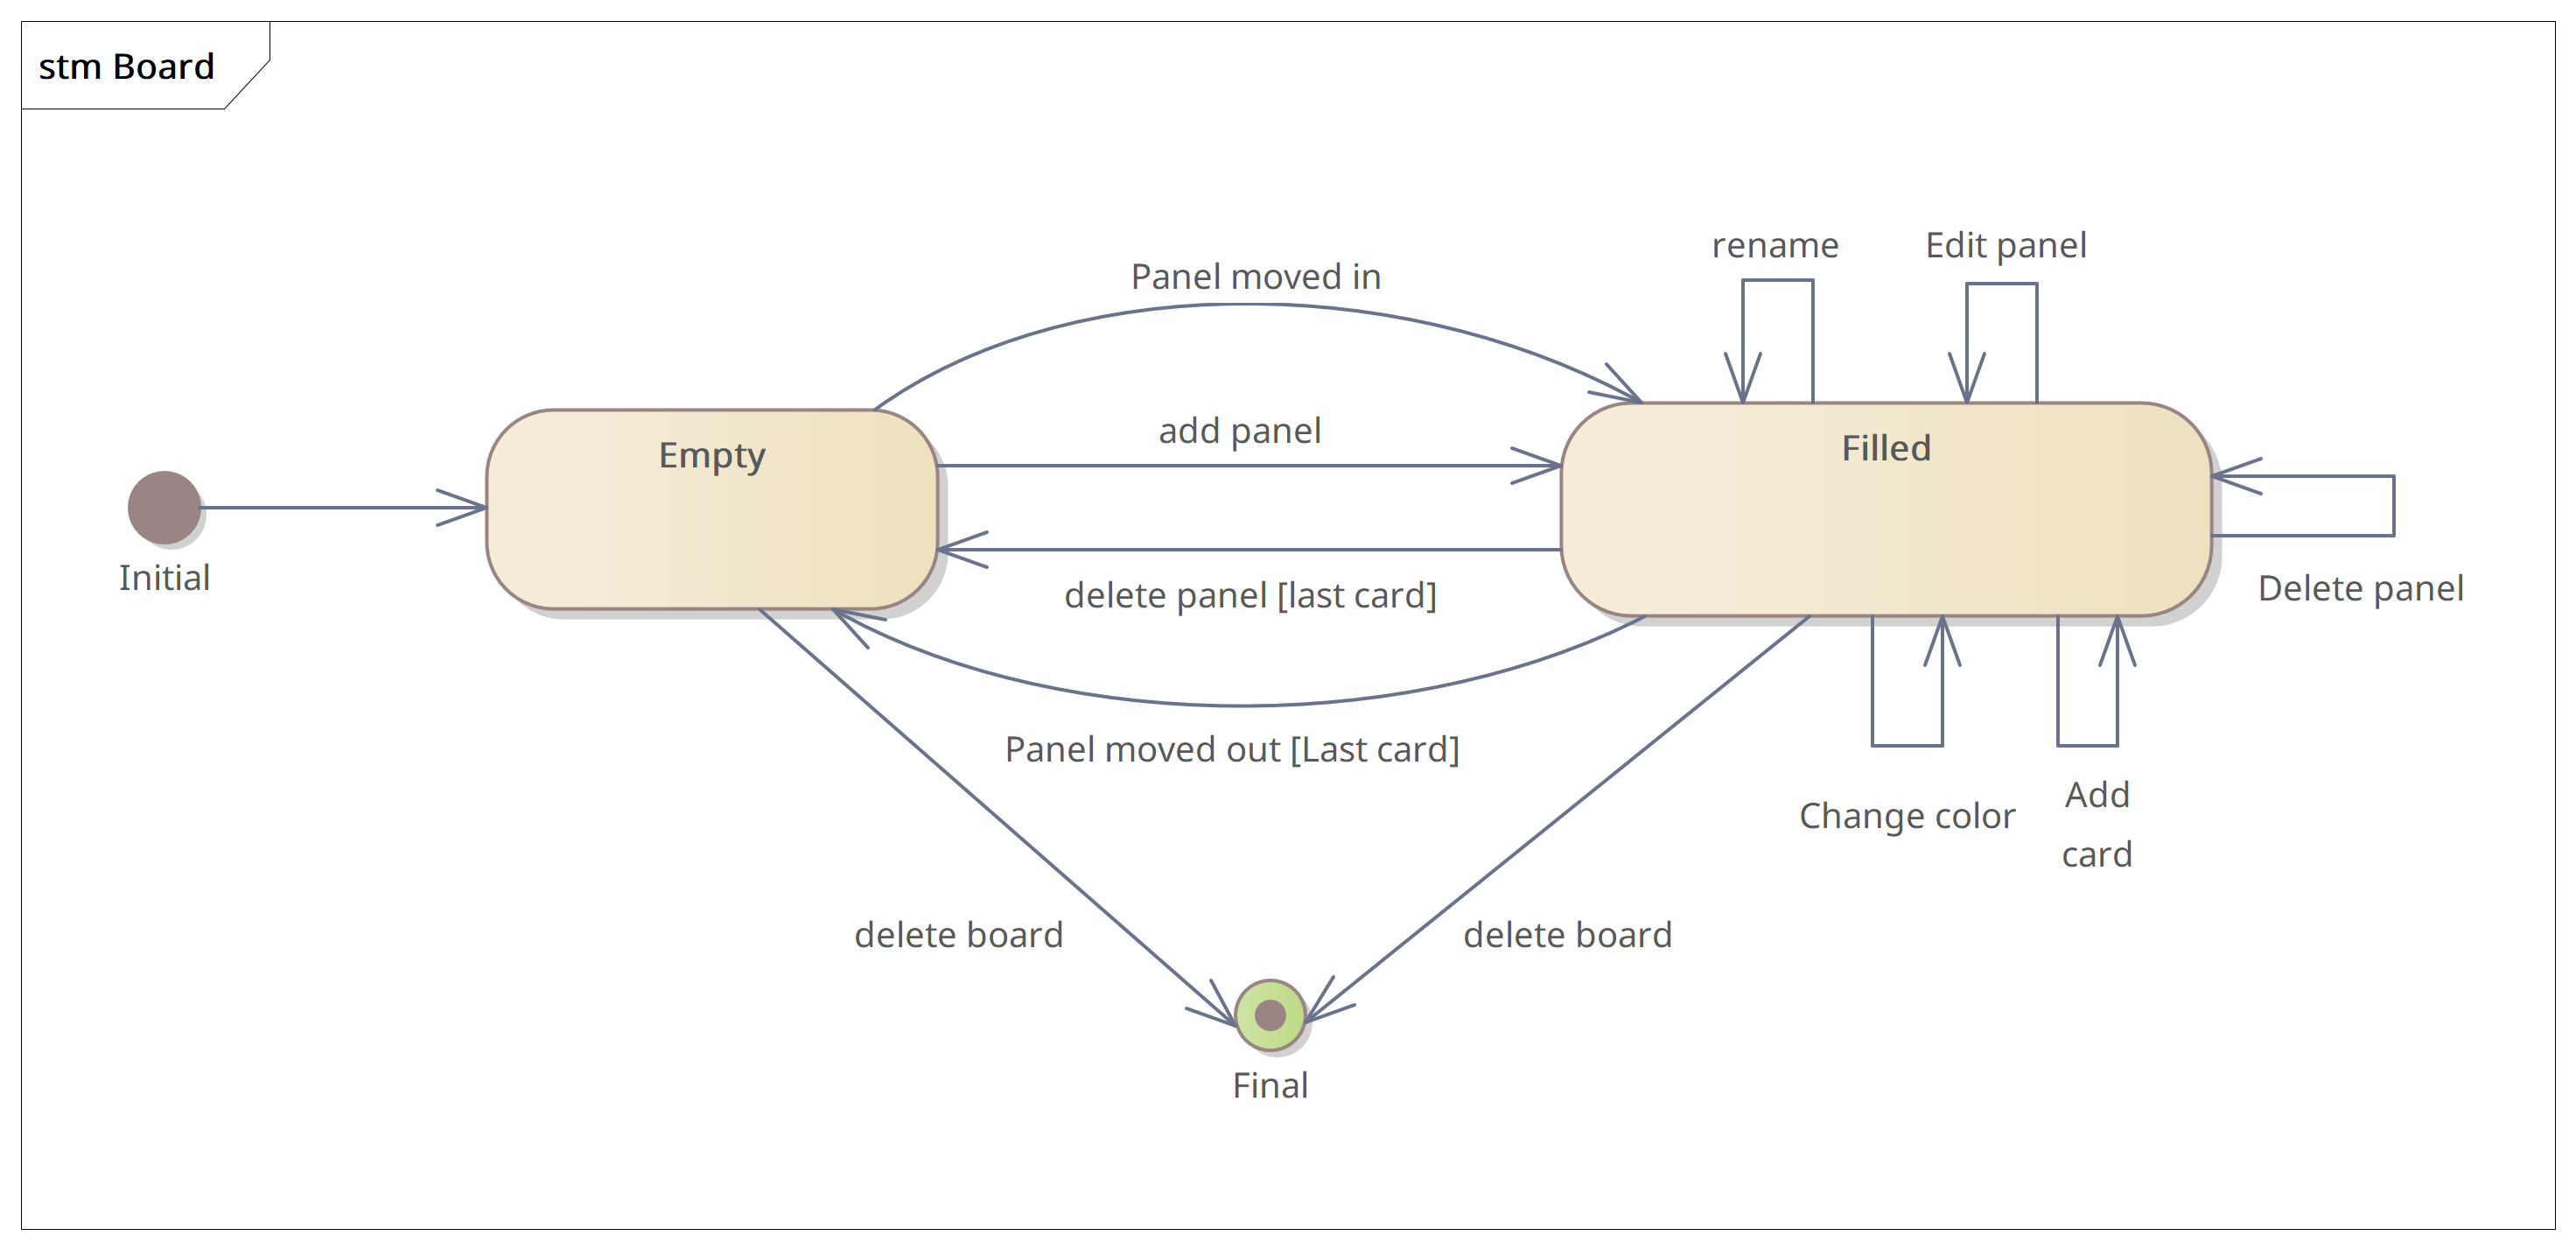 stm Board
rename
Edit panel
Panel moved in
add panel
Empty
Filled
Initial
delete panel [last card]
Delete panel
Panel moved out [Last card]
Change color
Add
card
delete board
delete board
Final